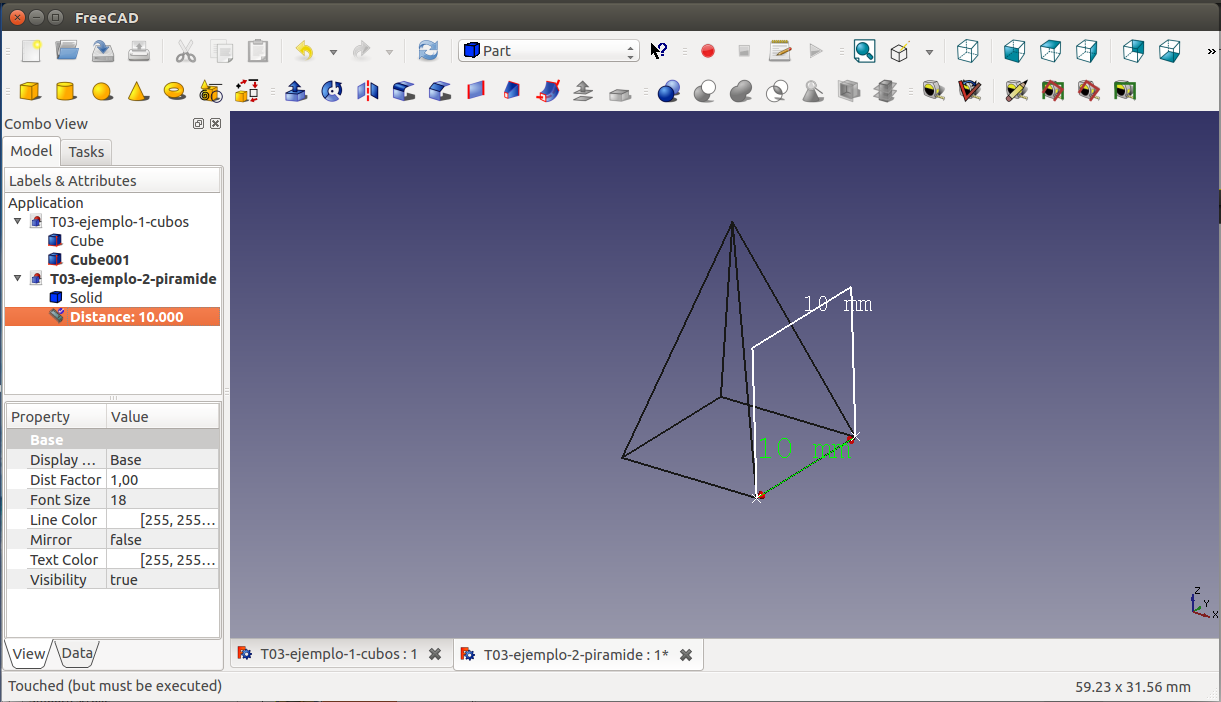 FreeCAD
Part
»
Combo View
Model Tasks
Labels & Attributes
Application
T03-ejemplo-1-cubos
Cube
Cube001
T03-ejemplo-2-piramide
Solid
Distance: 10.000
Property Value
Base
Display ... Base
Dist Factor 1,00
Font Size 18
Line Color [255, 255...
Mirror false
Text Color [255, 255...
Visibility true
View Data
10 mm
10 mm
Z
Y
X
T03-ejemplo-1-cubos : 1
T03-ejemplo-2-piramide : 1*
Touched (but must be executed)
59.23 x 31.56 mm